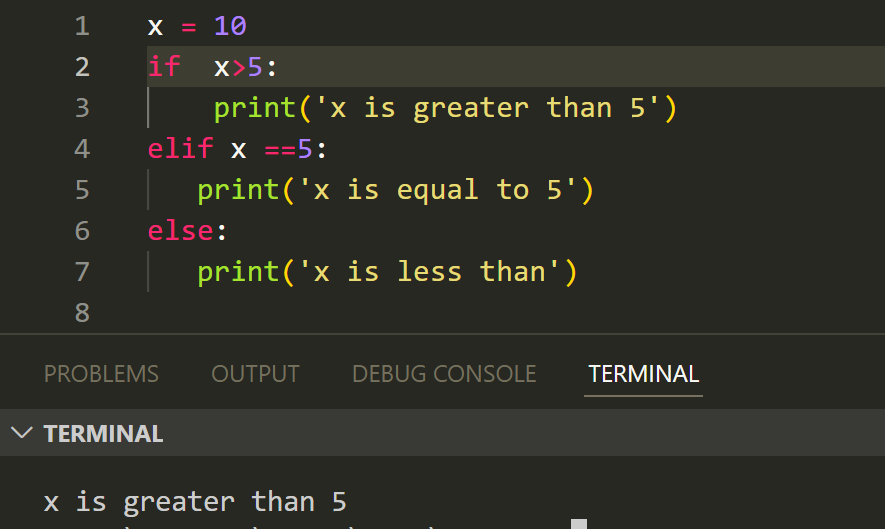 1 x = 10
2 if  x>5:
3     print('x is greater than 5')
4 elif x ==5:
5    print('x is equal to 5')
6 else:
7    print('x is less than')
8
PROBLEMS OUTPUT DEBUG CONSOLE TERMINAL
TERMINAL
x is greater than 5